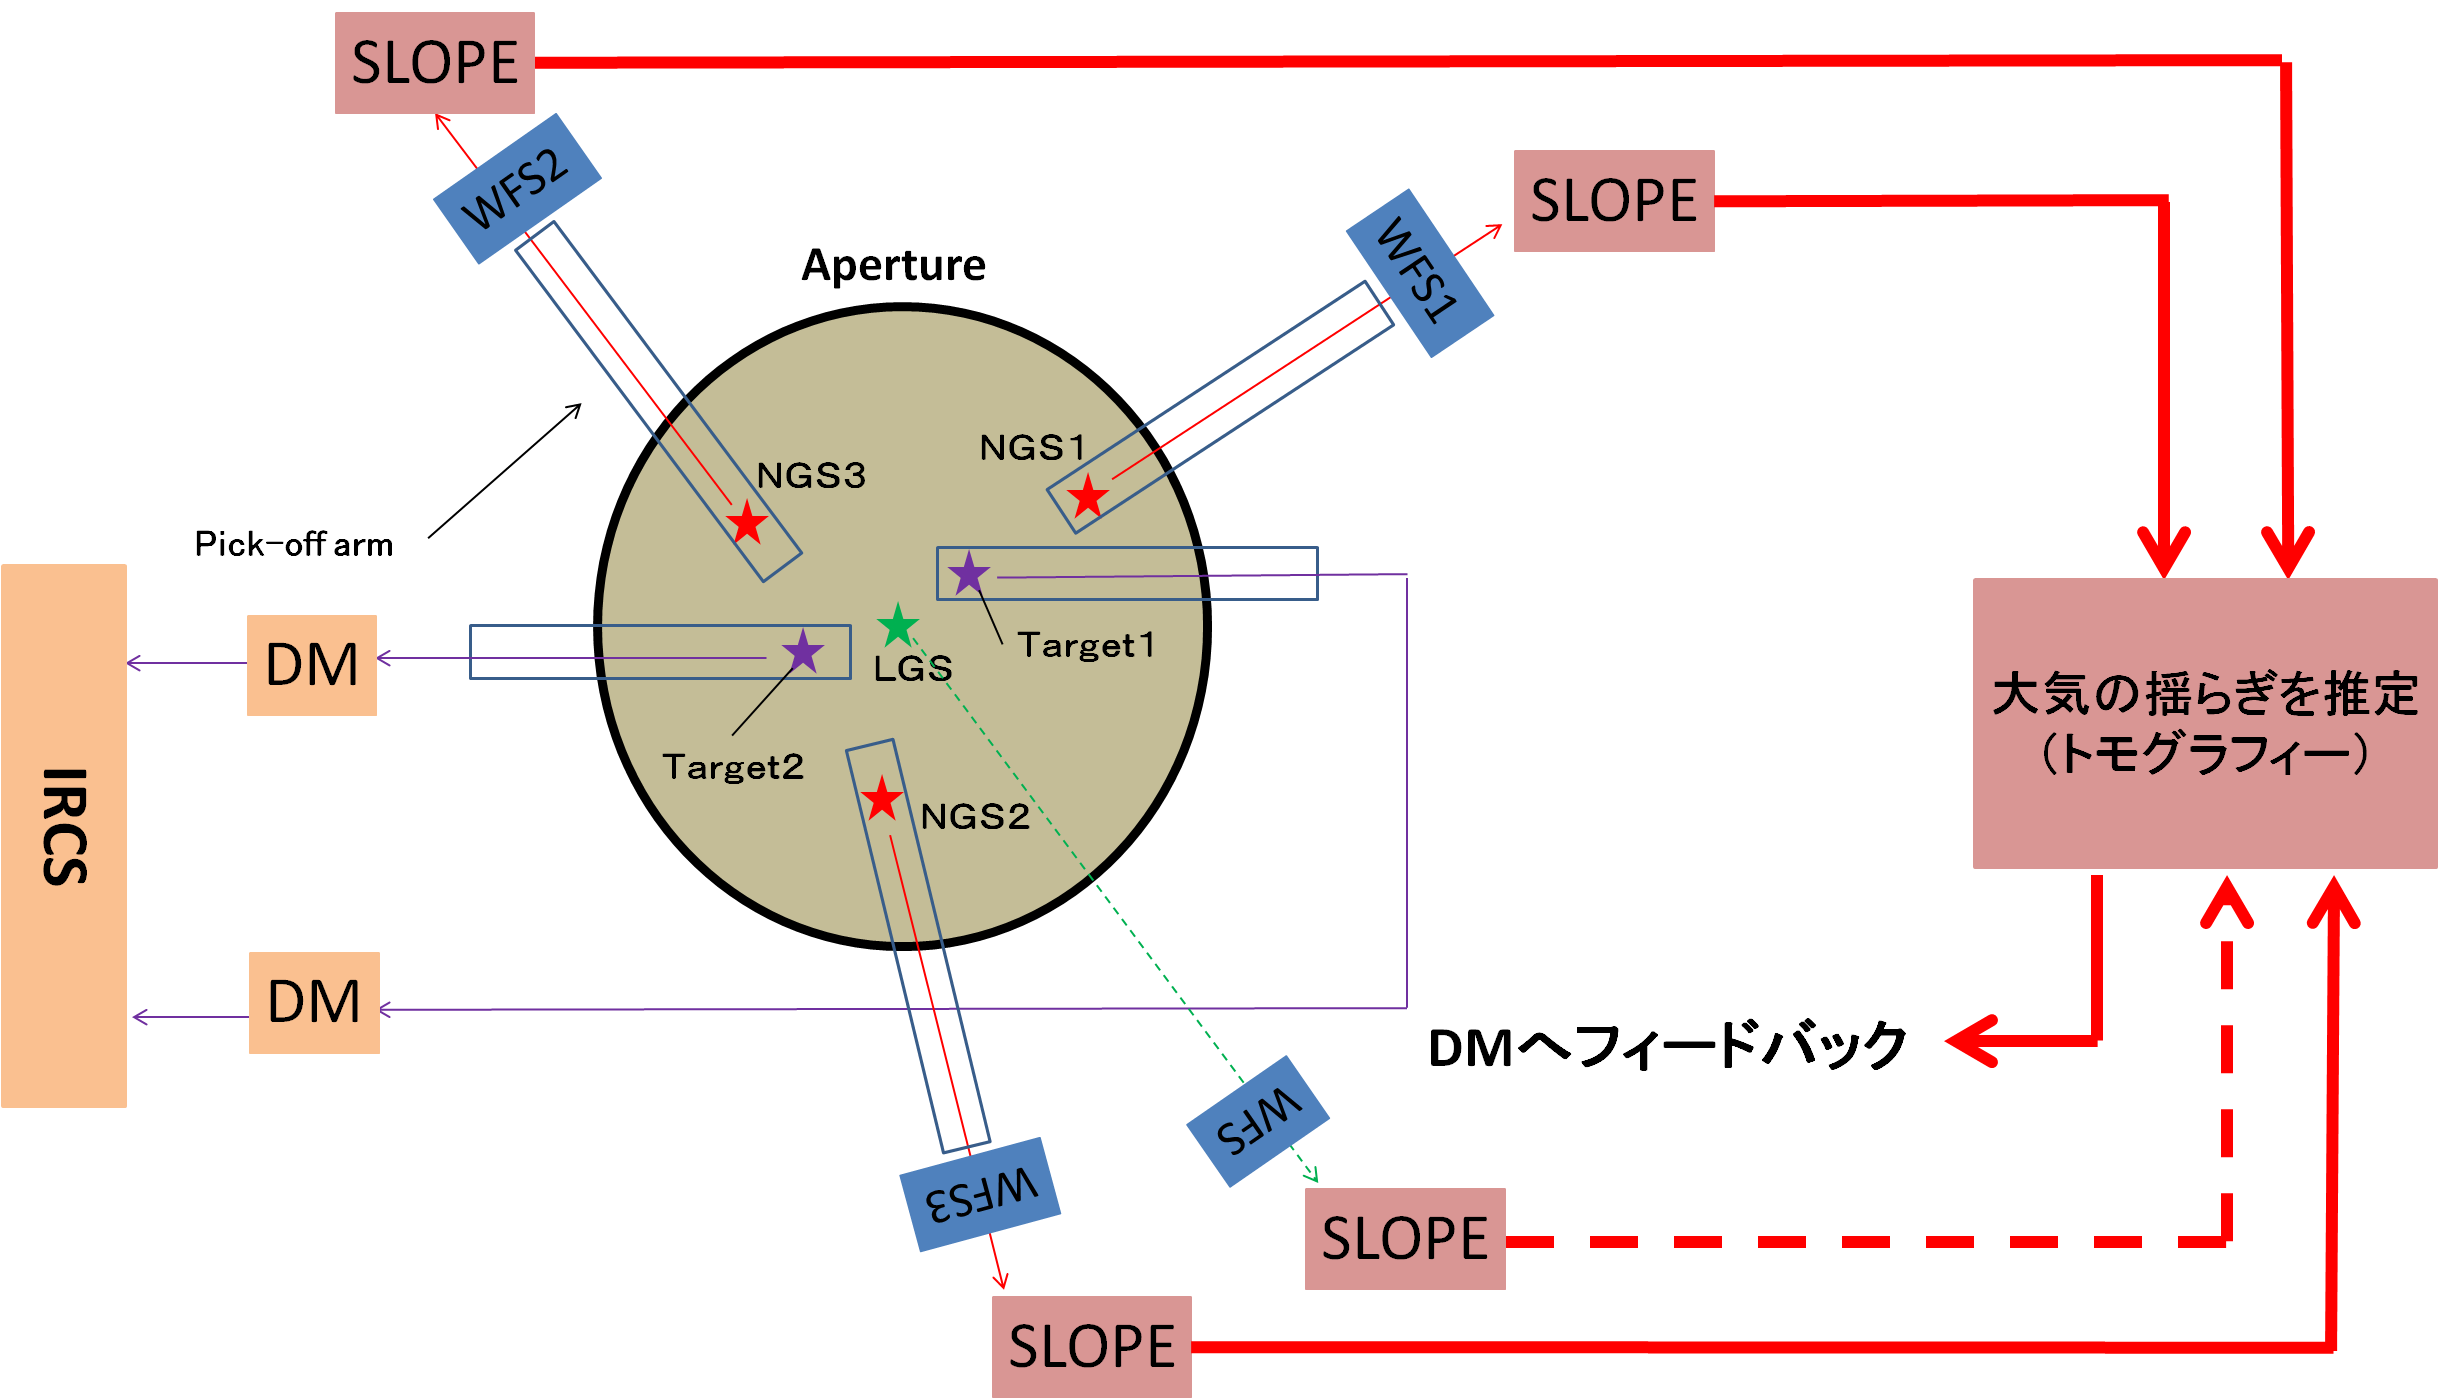 SLOPE
WFS2
SLOPE
WFS1
Aperture
NGS1
NGS3
Pick-off arm
Target1
LGS
DM
Target2
NGS2
IRCS
DM
大気の揺らぎを推定
(トモグラフィー)
DMへフィードバック
WFS
WFS3
SLOPE
SLOPE